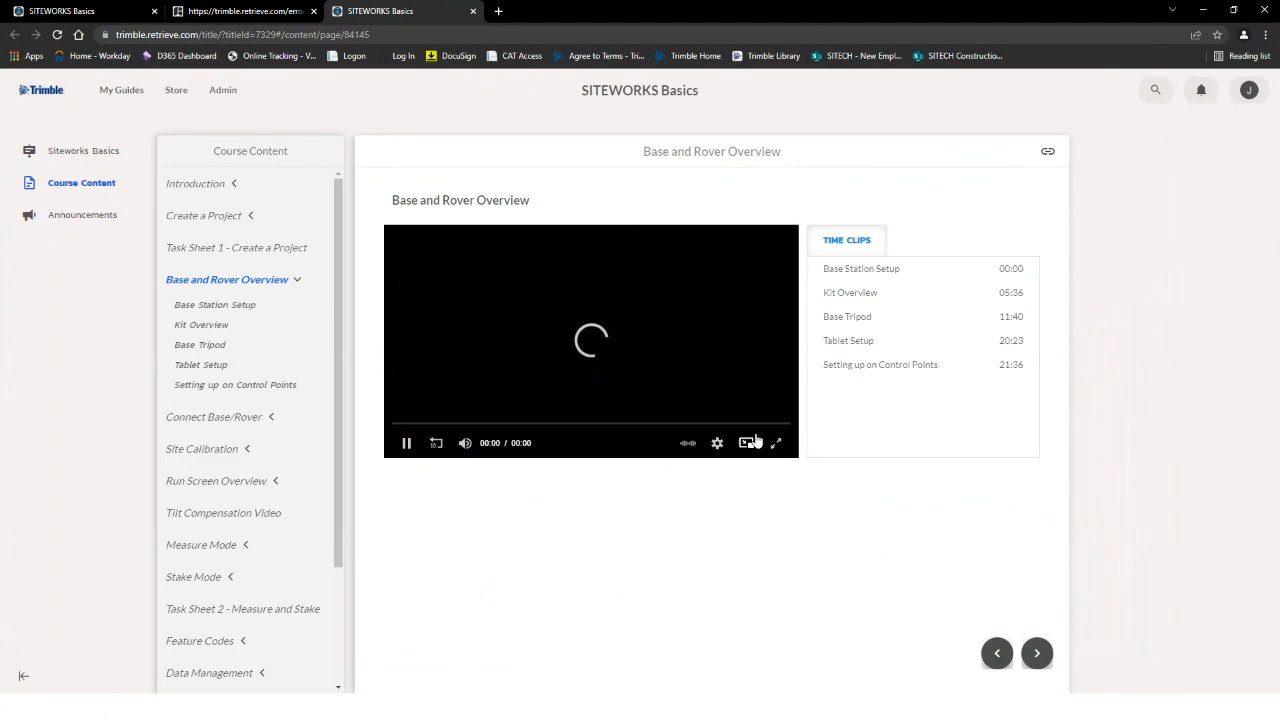 SITEWORKS Basics
https://trimble.retrieve.com/erro
SITEWORKS Basics
trimble.retrieve.com/title/?titleid=7329#/content/page/84145
Apps
Home - Workday
D365 Dashboard
Online Tracking - V...
Logon
Log In
DocuSign
CAT Access
Agree to Terms - Tri...
Trimble Home
Trimble Library
SITECH - New Empl...
SITECH Constructio...
Reading list
Trimble
My Guides
Store
Admin
SITEWORKS Basics
J
Siteworks Basics
Course Content
Announcements
Course Content
Introduction
Create a Project
Task Sheet 1 - Create a Project
Base and Rover Overview
Base Station Setup
Kit Overview
Base Tripod
Tablet Setup
Setting up on Control Points
Connect Base/Rover
Site Calibration
Run Screen Overview
Tilt Compensation Video
Measure Mode
Stake Mode
Task Sheet 2 - Measure and Stake
Feature Codes
Data Management
Base and Rover Overview
Base and Rover Overview
10
00:00 / 00:00
TIME CLIPS
Base Station Setup 00:00
Kit Overview 05:36
Base Tripod 11:40
Tablet Setup 20:23
Setting up on Control Points 21:36